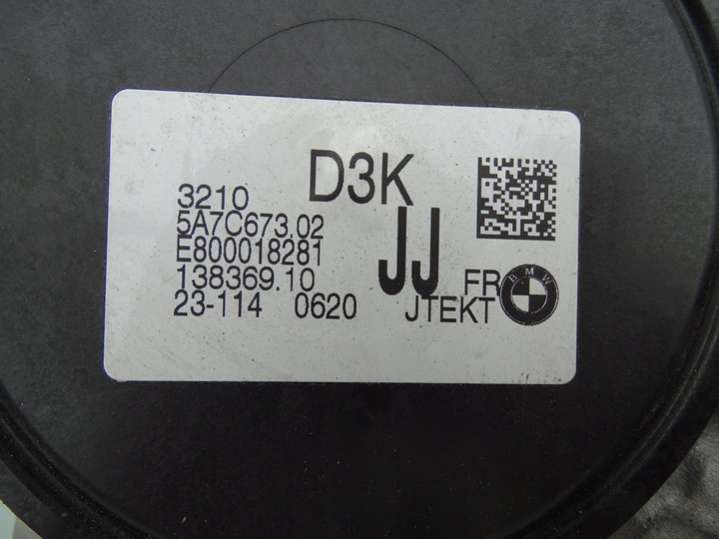 D3K
3210
5A7C673.02
E800018281
138369.10
23-114 0620
JJ
FR
JTEKT
BMW